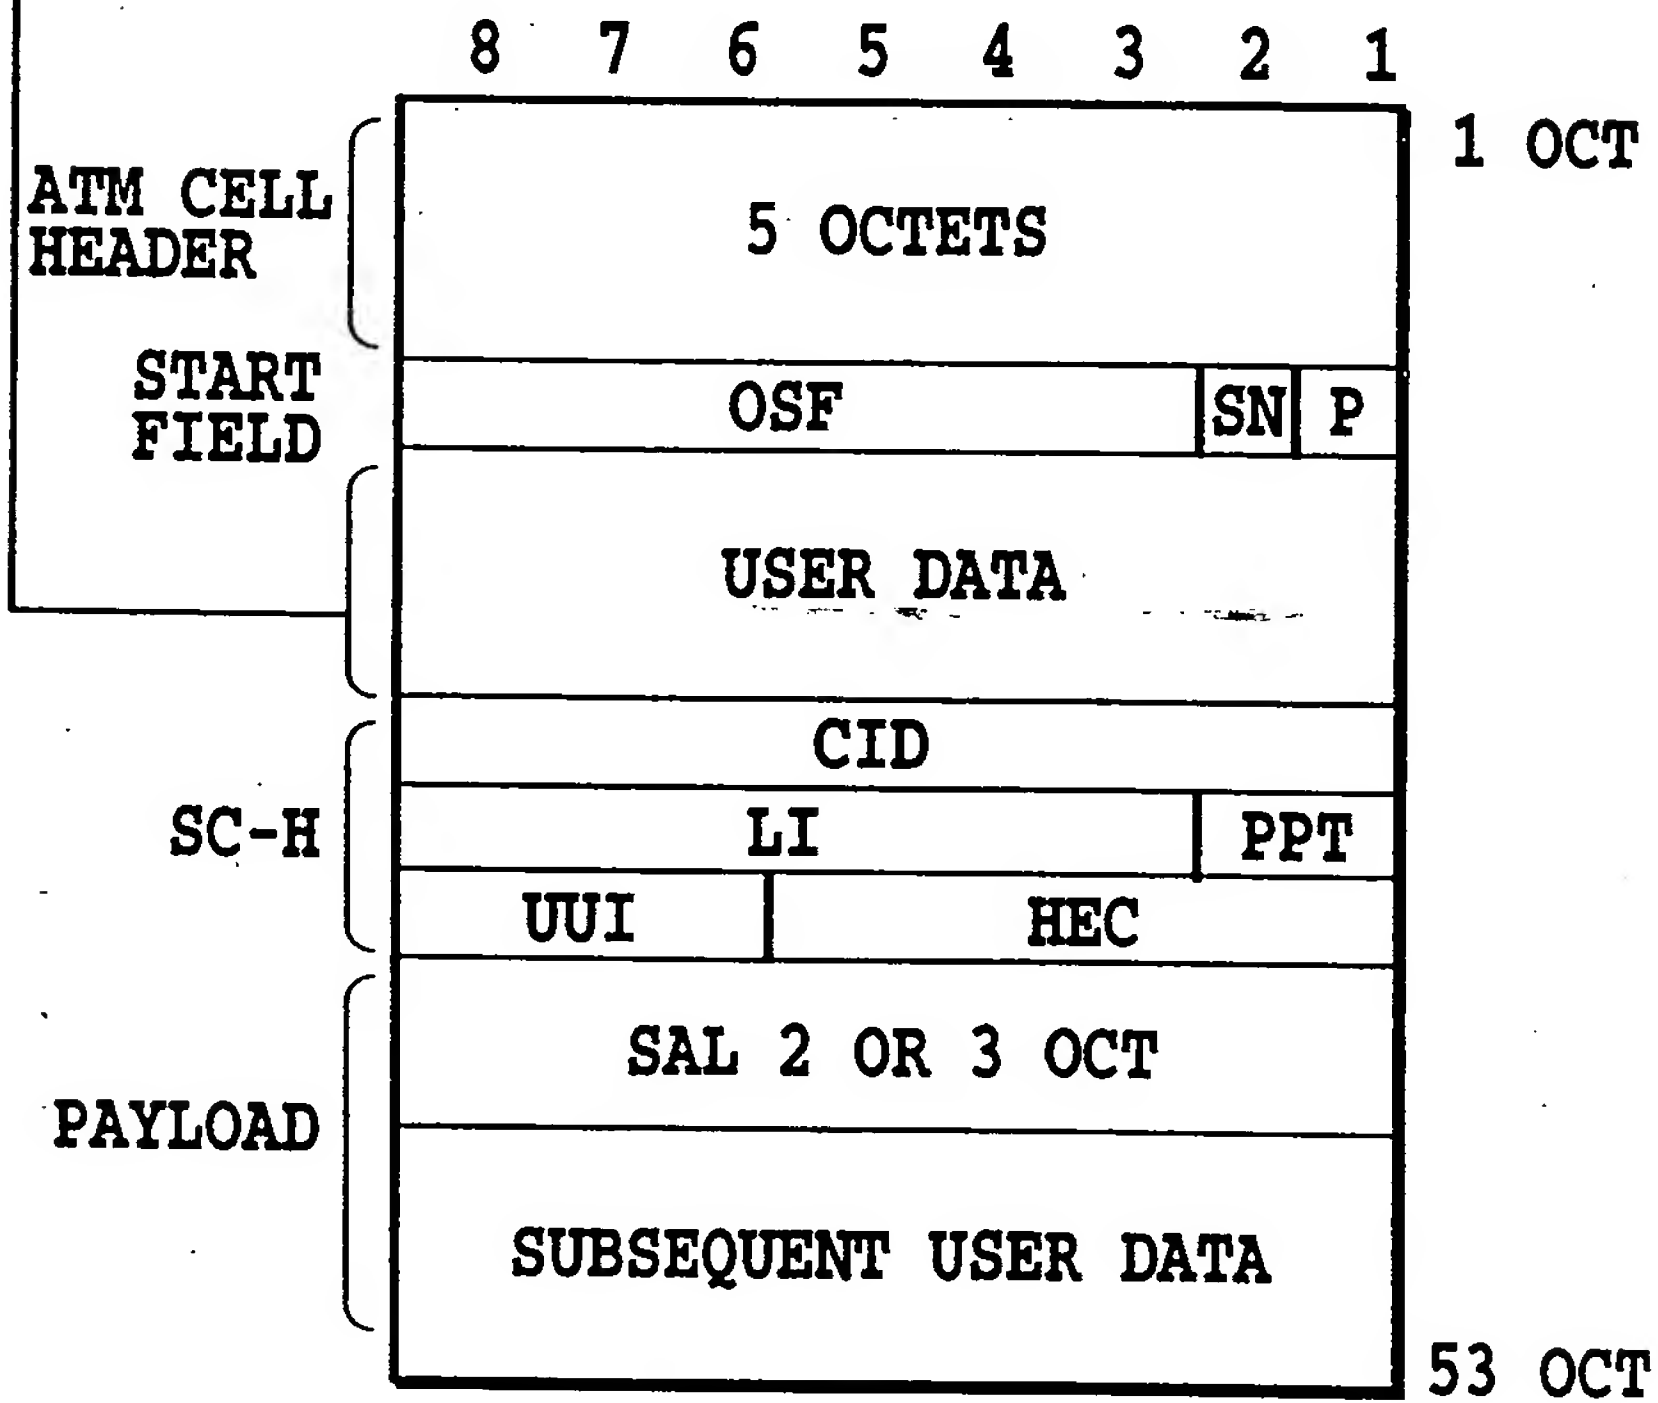 8 7 6 5 4 3 2 1
1 OCT
ATM CELL
HEADER
5 OCTETS
START
FIELD
OSF SN P
USER DATA
CID
SC-H
LI PPT
UUI HEC
SAL 2 OR 3 OCT
PAYLOAD
SUBSEQUENT USER DATA
53 OCT